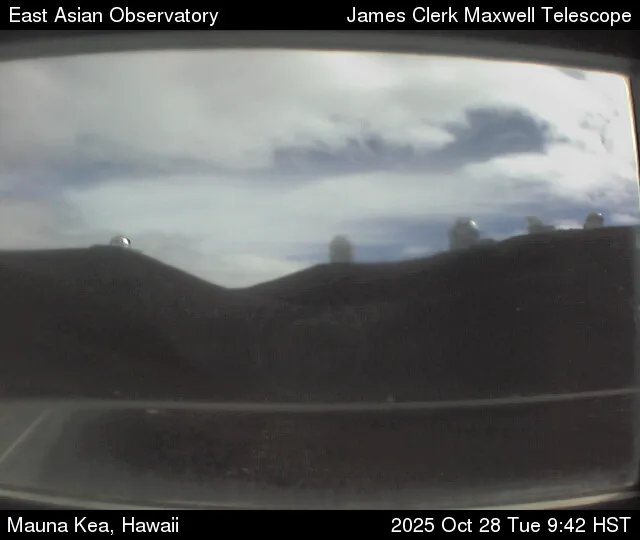 East Asian Observatory
James Clerk Maxwell Telescope
Mauna Kea, Hawaii
2025 Oct 28 Tue 9:42 HST